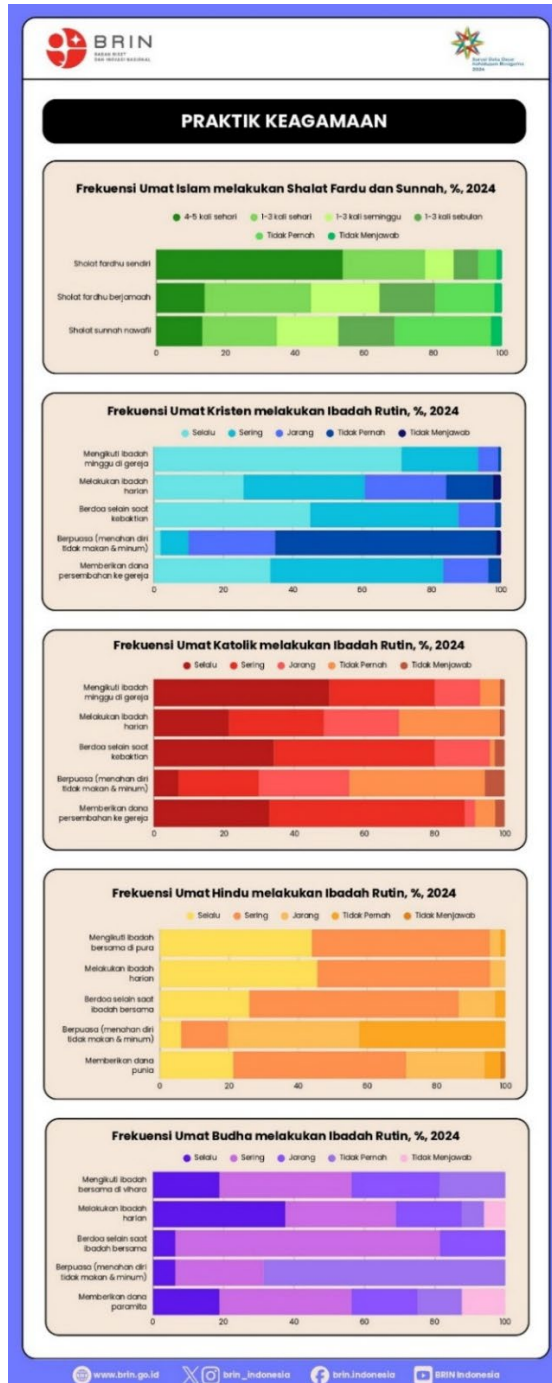 BRIN
BADAN RISET
DAN INOVASI NASIONAL
Survei Data Dasar
Kehidupan Beragama
2024
PRAKTIK KEAGAMAAN
Frekuensi Umat Islam melakukan Shalat Fardu dan Sunnah, %, 2024
4-5 kali sehari 1-3 kali sehari 1-3 kali seminggu 1-3 kali sebulan
Tidak Pernah Tidak Menjawab
Sholat fardhu sendiri
Sholat fardhu berjamaah
Sholat sunnah nawafil
0 20 40 60 80 100
Frekuensi Umat Kristen melakukan Ibadah Rutin, %, 2024
Selalu Sering Jarang Tidak Pernah Tidak Menjawab
Mengikuti ibadah
minggu di gereja
Melakukan ibadah
harian
Berdoa selain saat
kebaktian
Berpuasa (menahan diri
tidak makan & minum)
Memberikan dana
persembahan ke gereja
0 20 40 60 80 100
Frekuensi Umat Katolik melakukan Ibadah Rutin, %, 2024
Selalu Sering Jarang Tidak Pernah Tidak Menjawab
Mengikuti ibadah
minggu di gereja
Melakukan ibadah
harian
Berdoa selain saat
kebaktian
Berpuasa (menahan diri
tidak makan & minum)
Memberikan dana
persembahan ke gereja
0 20 40 60 80 100
Frekuensi Umat Hindu melakukan Ibadah Rutin, %, 2024
Selalu Sering Jarang Tidak Pernah Tidak Menjawab
Mengikuti ibadah
bersama di pura
Melakukan ibadah
harian
Berdoa selain saat
ibadah bersama
Berpuasa (menahan diri
tidak makan & minum)
Memberikan dana
punia
0 20 40 60 80 100
Frekuensi Umat Budha melakukan Ibadah Rutin, %, 2024
Selalu Sering Jarang Tidak Pernah Tidak Menjawab
Mengikuti ibadah
bersama di vihara
Melakukan ibadah
harian
Berdoa selain saat
ibadah bersama
Berpuasa (menahan diri
tidak makan & minum)
Memberikan dana
paramita
0 20 40 60 80 100
www.brin.go.id brin_indonesia brin.indonesia BRIN Indonesia